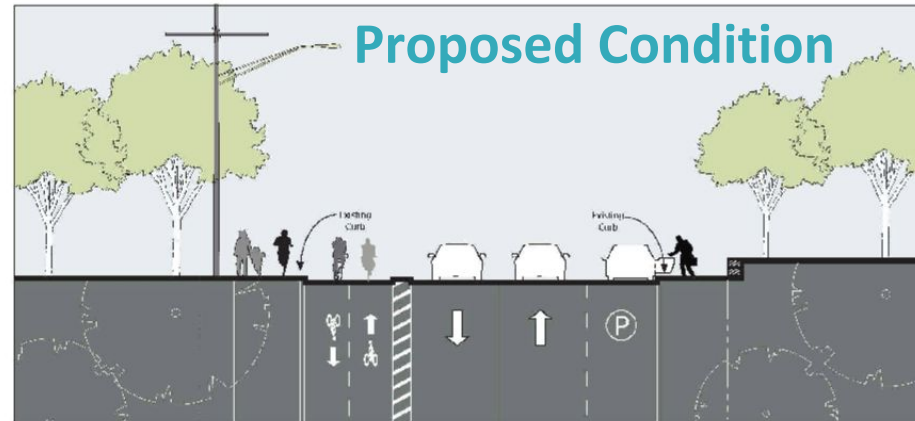 Proposed Condition
Existing
Curb
Existing
Curb
P